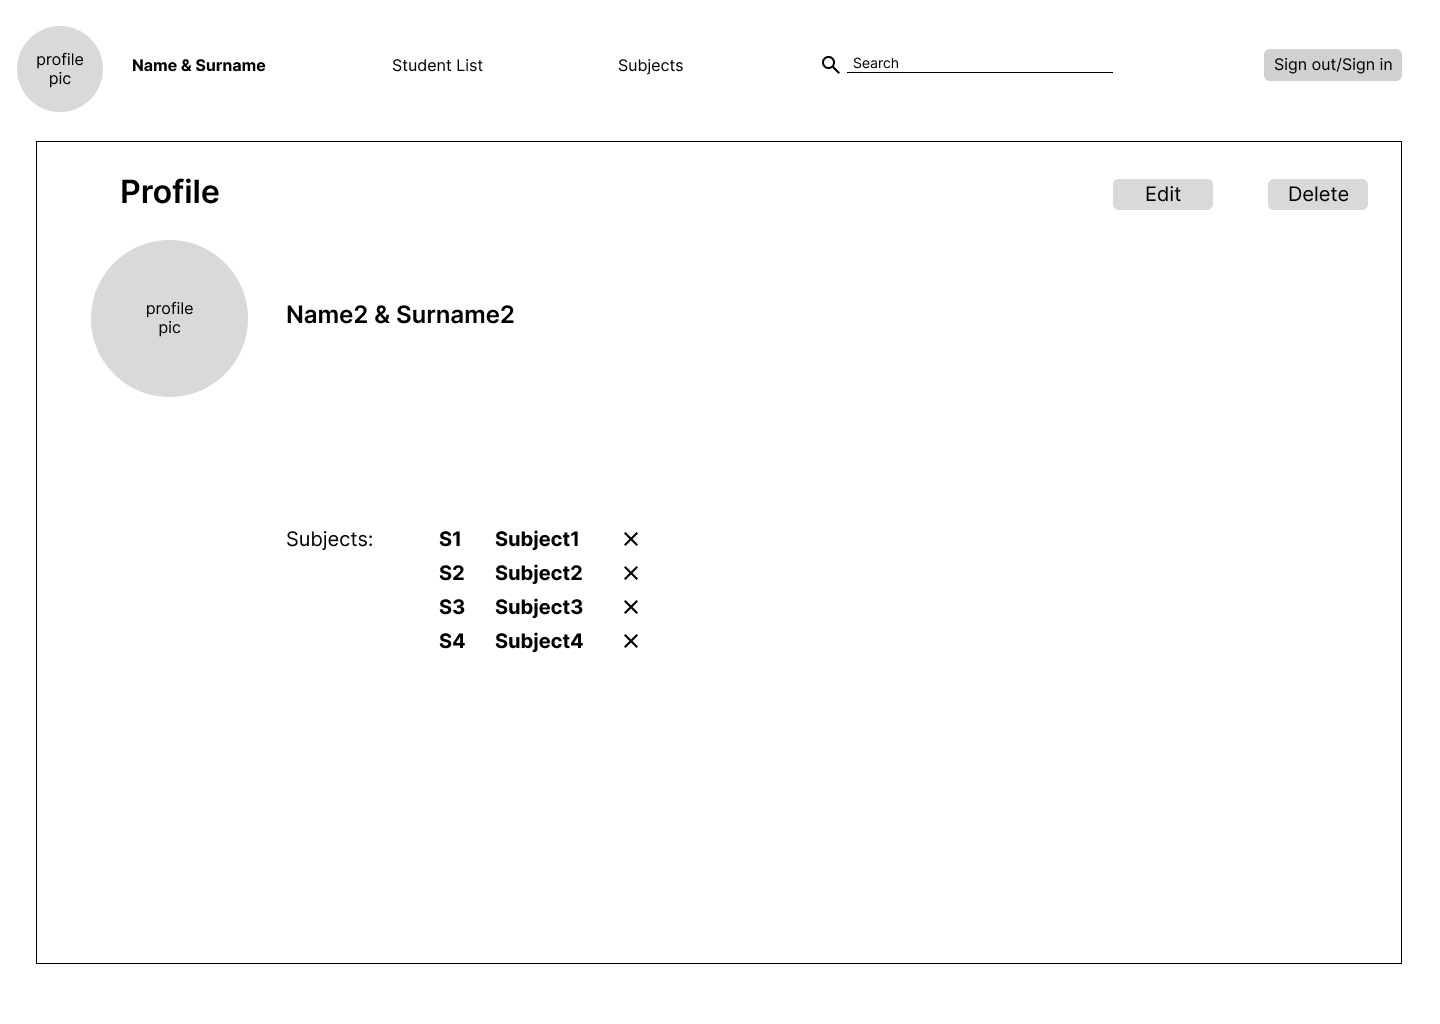 profile
pic
Name & Surname
Student List
Subjects
Search
Sign out/Sign in
Profile
Edit
Delete
profile
pic
Name2 & Surname2
Subjects:
S1 Subject1 ×
S2 Subject2 ×
S3 Subject3 ×
S4 Subject4 ×